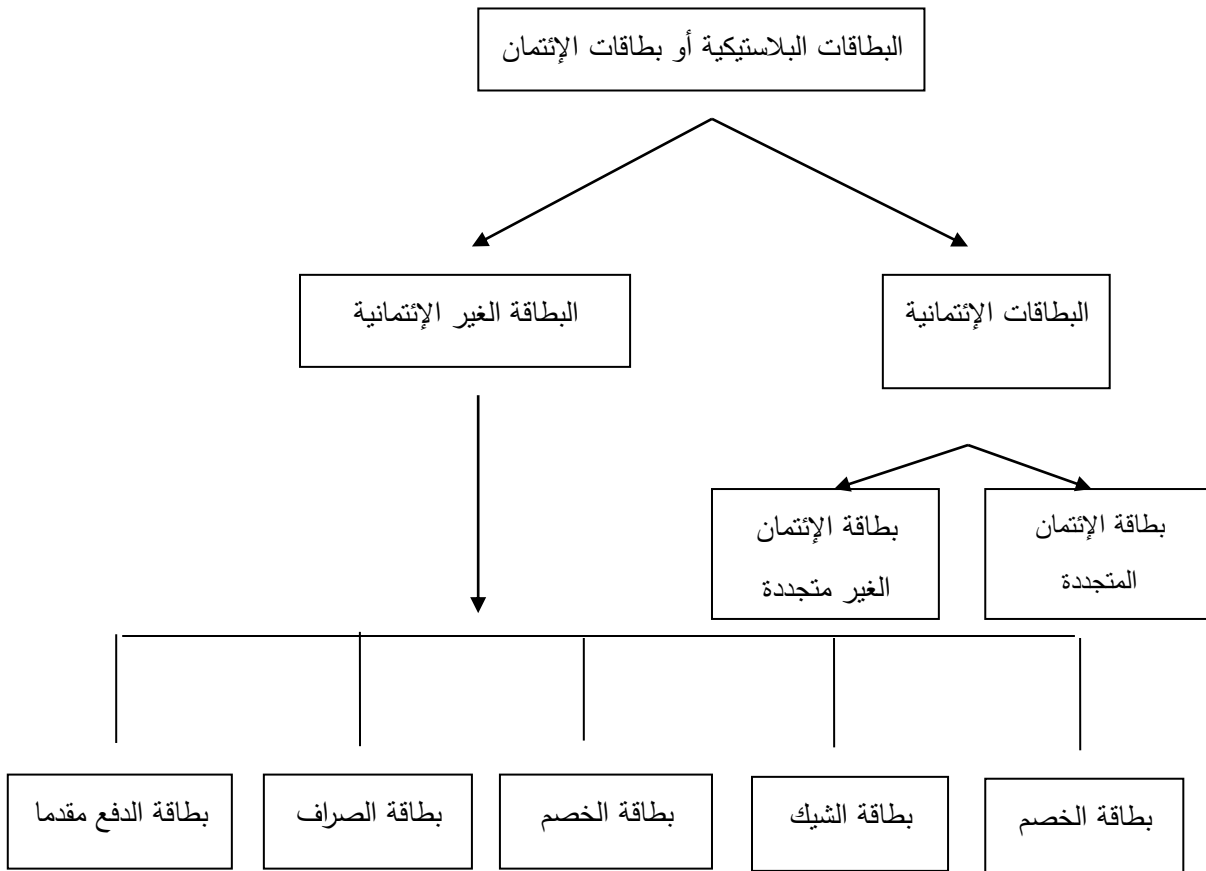 البطاقات البلاستيكية أو بطاقات الإئتمان
البطاقات الإئتمانية
البطاقة الغير الإئتمانية
بطاقة الإئتمان
المتجددة
بطاقة الإئتمان
الغير متجددة
بطاقة الخصم
بطاقة الشيك
بطاقة الخصم
بطاقة الصراف
بطاقة الدفع مقدما